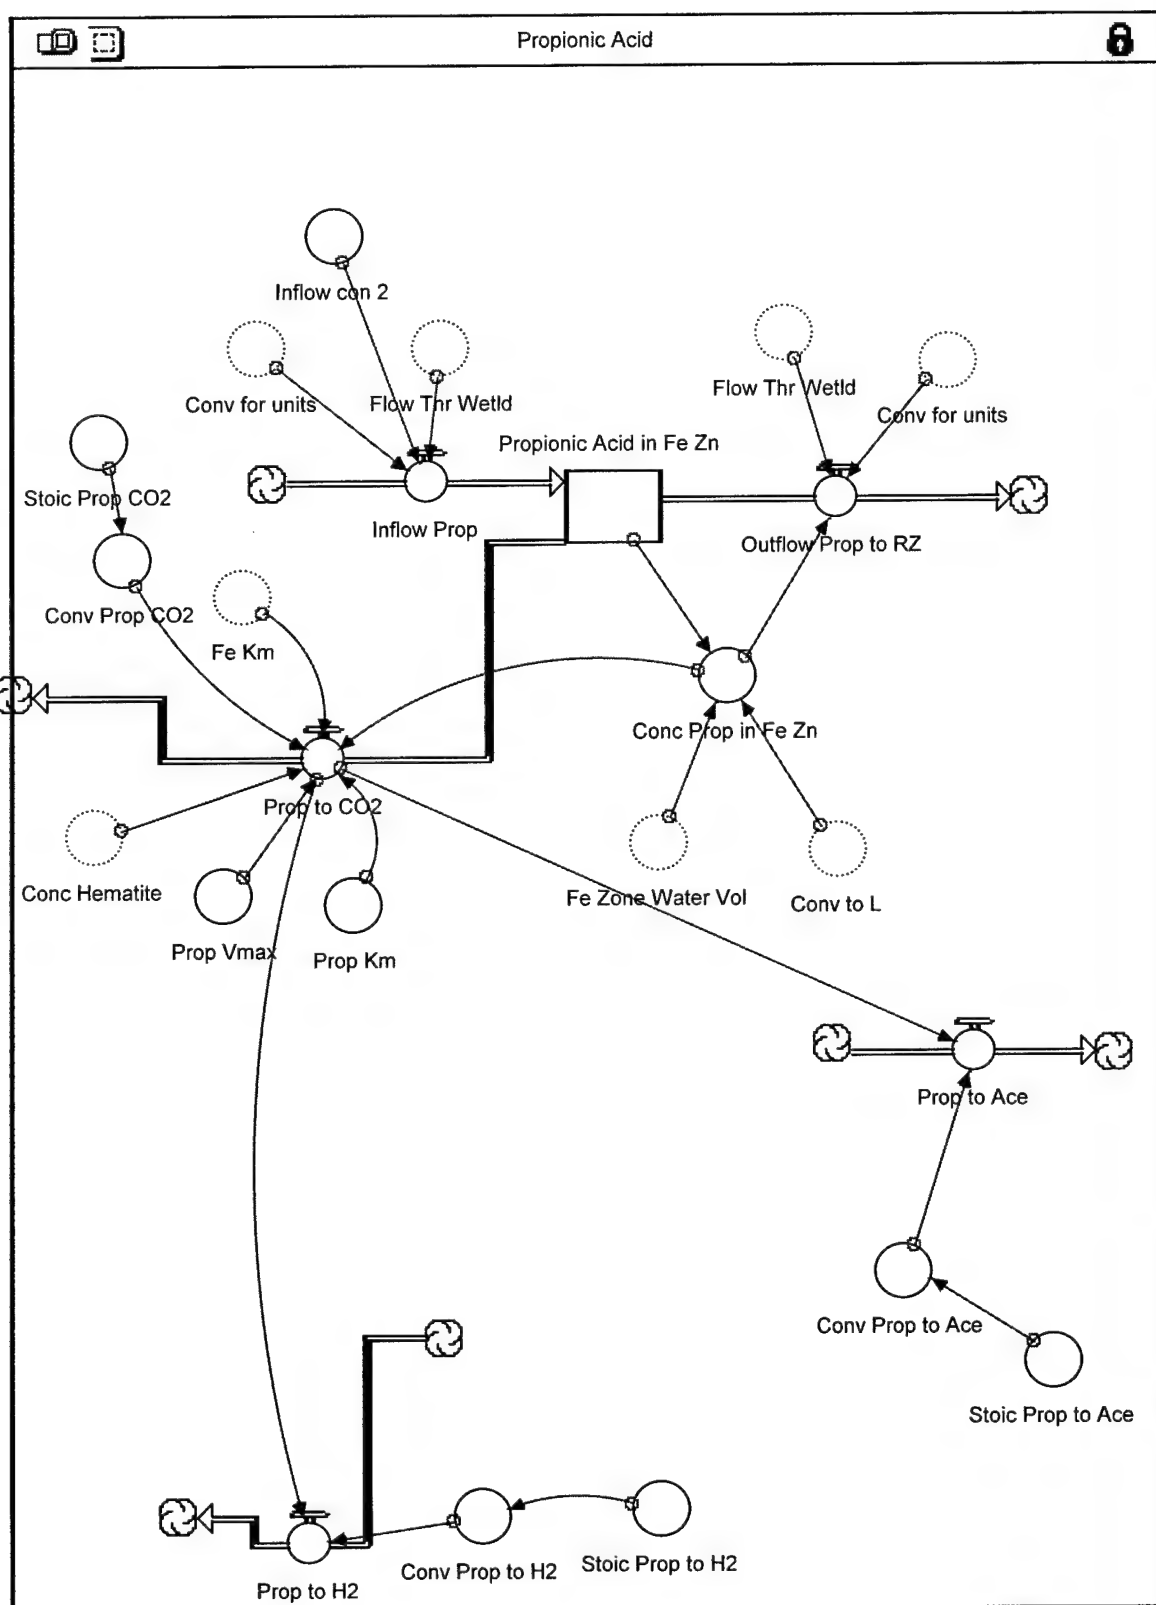 Propionic Acid
Inflow con 2
Conv for units
Flow Thr Wetld
Flow Thr Wetld
Conv for units
Propionic Acid in Fe Zn
Stoic Prop CO2
Inflow Prop
Outflow Prop to RZ
Conv Prop CO2
Fe Km
Conc Prop in Fe Zn
Prop to CO2
Conc Hematite
Fe Zone Water Vol
Conv to L
Prop Vmax
Prop Km
Prop to Ace
Conv Prop to Ace
Stoic Prop to Ace
Conv Prop to H2
Stoic Prop to H2
Prop to H2